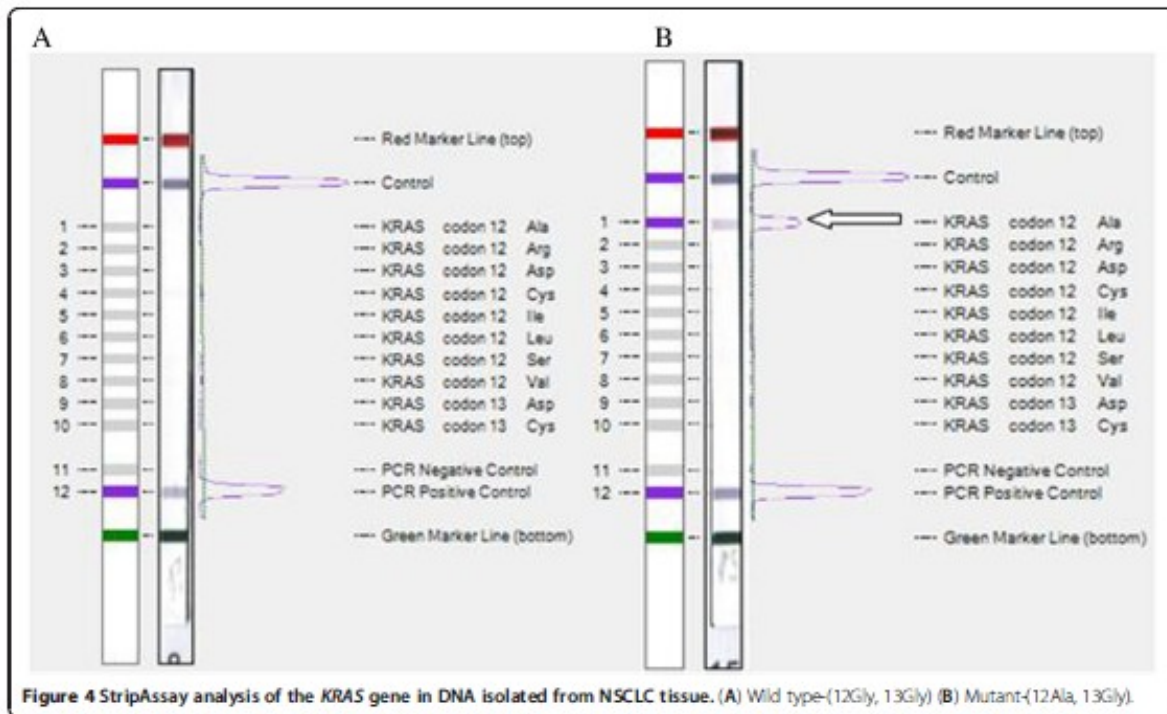 A
B
Red Marker Line (top)
Control
1 KRAS codon 12 Ala
2 KRAS codon 12 Arg
3 KRAS codon 12 Asp
4 KRAS codon 12 Cys
5 KRAS codon 12 Ile
6 KRAS codon 12 Leu
7 KRAS codon 12 Ser
8 KRAS codon 12 Val
9 KRAS codon 13 Asp
10 KRAS codon 13 Cys
11 PCR Negative Control
12 PCR Positive Control
Green Marker Line (bottom)
Red Marker Line (top)
Control
1 KRAS codon 12 Ala
2 KRAS codon 12 Arg
3 KRAS codon 12 Asp
4 KRAS codon 12 Cys
5 KRAS codon 12 Ile
6 KRAS codon 12 Leu
7 KRAS codon 12 Ser
8 KRAS codon 12 Val
9 KRAS codon 13 Asp
10 KRAS codon 13 Cys
11 PCR Negative Control
12 PCR Positive Control
Green Marker Line (bottom)
Figure 4 StripAssay analysis of the KRAS gene in DNA isolated from NSCLC tissue. (A) Wild type-(12Gly, 13Gly) (B) Mutant-(12Ala, 13Gly).